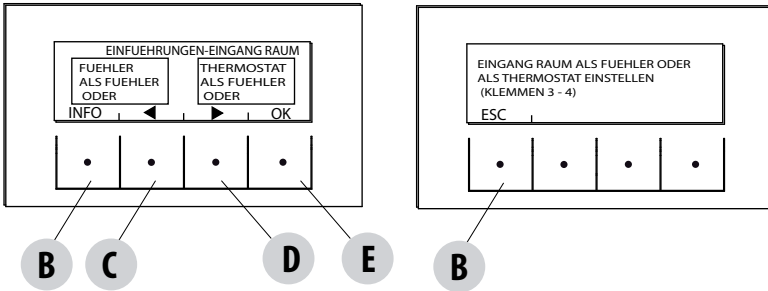 EINFUEHRUNGEN-EINGANG RAUM
FUEHLER
ALS FUEHLER
ODER
THERMOSTAT
ALS FUEHLER
ODER
INFO ◀ ▶ OK
B C D E
EINGANG RAUM ALS FUEHLER ODER
ALS THERMOSTAT EINSTELLEN
(KLEMMEN 3 - 4)
ESC
B